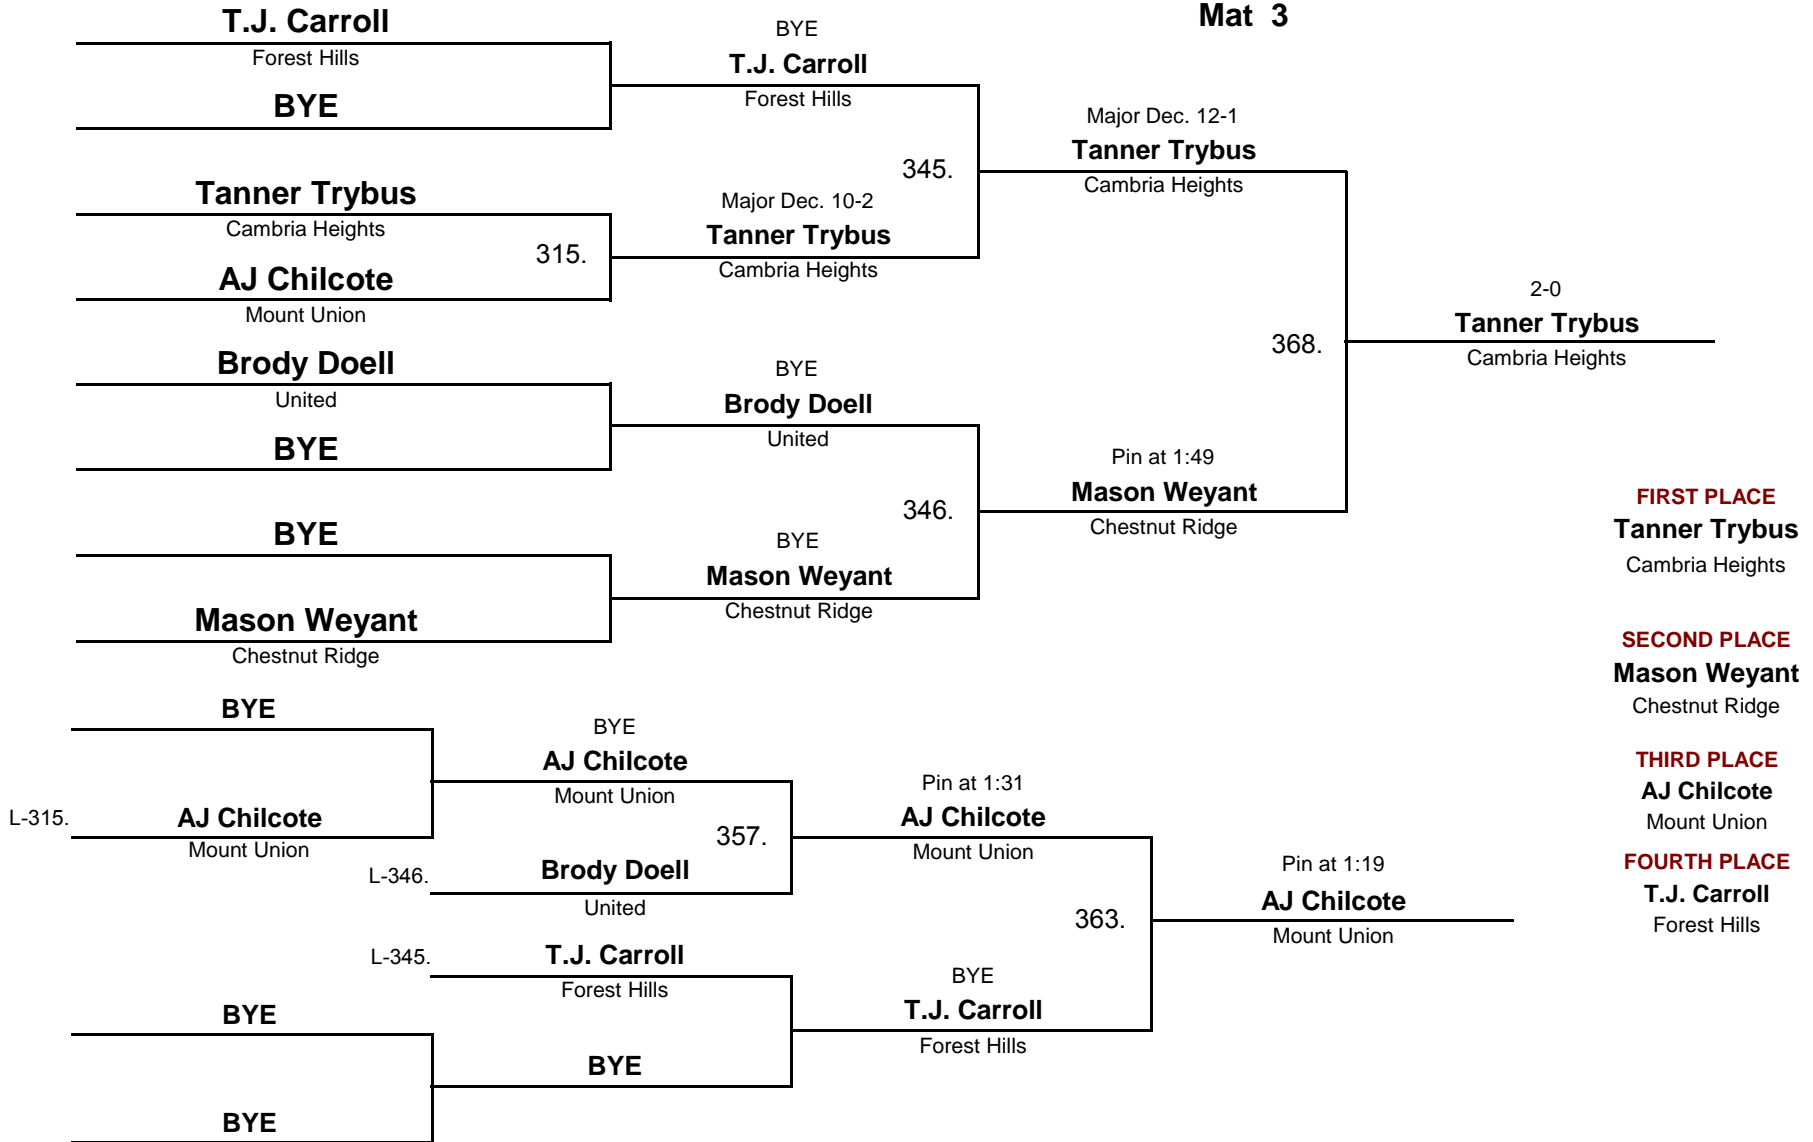 Mat 3
T.J. Carroll
Forest Hills
BYE
Tanner Trybus
Cambria Heights
315.
AJ Chilcote
Mount Union
Brody Doell
United
BYE
BYE
Mason Weyant
Chestnut Ridge
BYE
T.J. Carroll
Forest Hills
345.
Major Dec. 10-2
Tanner Trybus
Cambria Heights
BYE
Brody Doell
United
346.
BYE
Mason Weyant
Chestnut Ridge
Major Dec. 12-1
Tanner Trybus
Cambria Heights
368.
Pin at 1:49
Mason Weyant
Chestnut Ridge
2-0
Tanner Trybus
Cambria Heights
BYE
L-315.
AJ Chilcote
Mount Union
BYE
BYE
BYE
AJ Chilcote
Mount Union
357.
L-346.
Brody Doell
United
L-345.
T.J. Carroll
Forest Hills
BYE
Pin at 1:31
AJ Chilcote
Mount Union
363.
BYE
T.J. Carroll
Forest Hills
Pin at 1:19
AJ Chilcote
Mount Union
FIRST PLACE
Tanner Trybus
Cambria Heights
SECOND PLACE
Mason Weyant
Chestnut Ridge
THIRD PLACE
AJ Chilcote
Mount Union
FOURTH PLACE
T.J. Carroll
Forest Hills